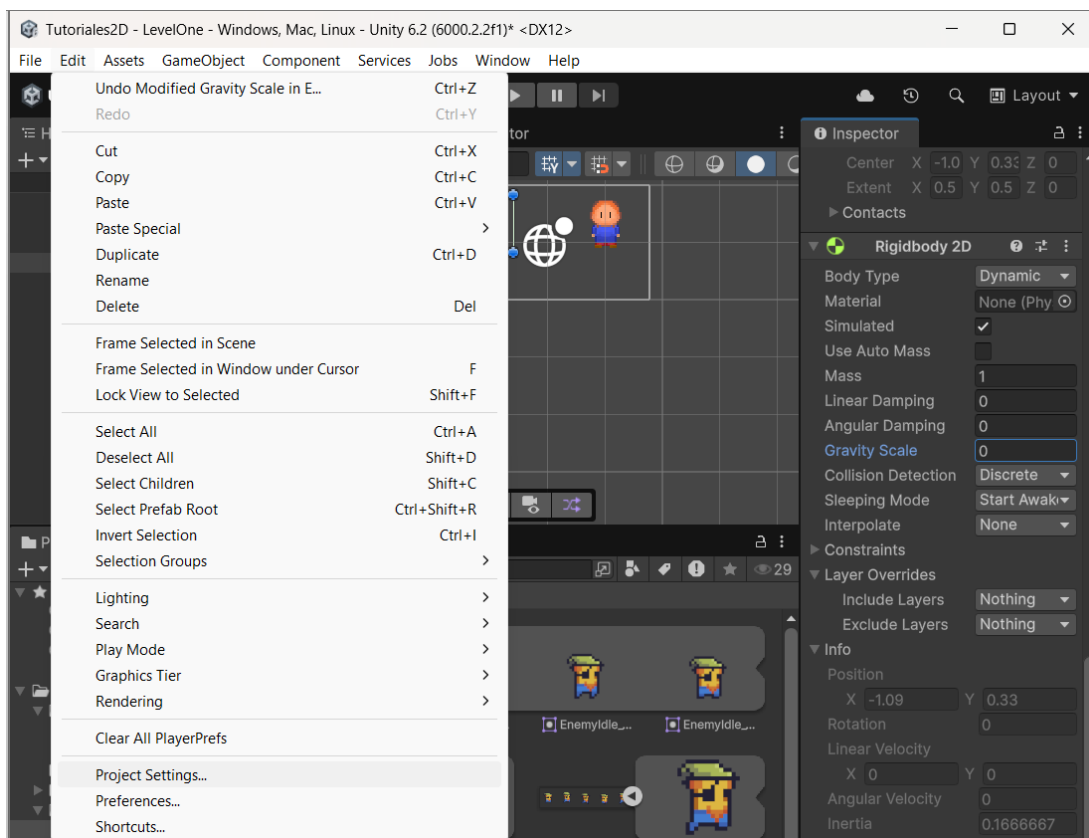 Tutoriales2D - LevelOne - Windows, Mac, Linux - Unity 6.2 (6000.2.2f1)* <DX12>
File Edit Assets GameObject Component Services Jobs Window Help
Undo Modified Gravity Scale in E... Ctrl+Z
Redo Ctrl+Y
Cut Ctrl+X
Copy Ctrl+C
Paste Ctrl+V
Paste Special
Duplicate Ctrl+D
Rename
Delete Del
Frame Selected in Scene
Frame Selected in Window under Cursor F
Lock View to Selected Shift+F
Select All Ctrl+A
Deselect All Shift+D
Select Children Shift+C
Select Prefab Root Ctrl+Shift+R
Invert Selection Ctrl+I
Selection Groups
Lighting
Search
Play Mode
Graphics Tier
Rendering
Clear All PlayerPrefs
Project Settings...
Preferences...
Shortcuts...
Layout
tor
29
EnemyIdle_... EnemyIdle_...
Inspector
Center X -1.0 Y 0.33 Z 0
Extent X 0.5 Y 0.5 Z 0
Contacts
Rigidbody 2D
Body Type Dynamic
Material None (Phy
Simulated
Use Auto Mass
Mass 1
Linear Damping 0
Angular Damping 0
Gravity Scale 0
Collision Detection Discrete
Sleeping Mode Start Awak
Interpolate None
Constraints
Layer Overrides
Include Layers Nothing
Exclude Layers Nothing
Info
Position
X -1.09 Y 0.33
Rotation 0
Linear Velocity
X 0 Y 0
Angular Velocity 0
Inertia 0.1666667